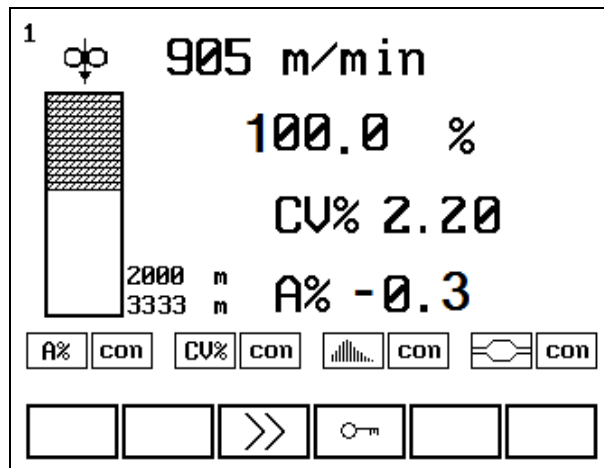 1
905 m/min
100.0 %
CV% 2.20
2000 m
3333 m
A% -0.3
A% con CV% con con con